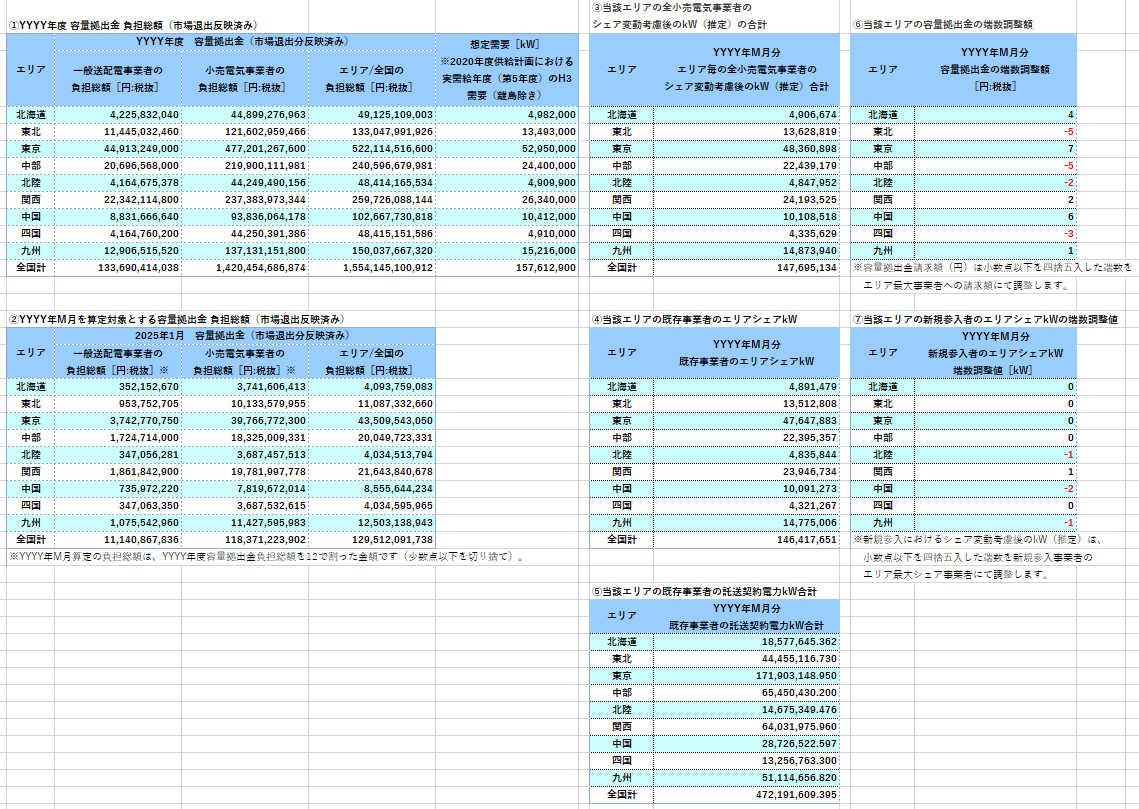 ①YYYY年度 容量拠出金 負担総額（市場退出反映済み）
YYYY年度　容量拠出金（市場退出分反映済み）
想定需要［kW］
※2020年度供給計画における
実需給年度（第5年度）のH3
需要（離島除き）
エリア
一般送配電事業者の
負担総額［円:税抜］
小売電気事業者の
負担総額［円:税抜］
エリア/全国の
負担総額［円:税抜］
北海道 4,225,832,040 44,899,276,963 49,125,109,003 4,982,000
東北 11,445,032,460 121,602,959,466 133,047,991,926 13,493,000
東京 44,913,249,000 477,201,267,600 522,114,516,600 52,950,000
中部 20,696,568,000 219,900,111,981 240,596,679,981 24,400,000
北陸 4,164,675,378 44,249,490,156 48,414,165,534 4,909,900
関西 22,342,114,800 237,383,973,344 259,726,088,144 26,340,000
中国 8,831,666,640 93,836,064,178 102,667,730,818 10,412,000
四国 4,164,760,200 44,250,391,386 48,415,151,586 4,910,000
九州 12,906,515,520 137,131,151,800 150,037,667,320 15,216,000
全国計 133,690,414,038 1,420,454,686,874 1,554,145,100,912 157,612,900
②YYYY年M月を算定対象とする容量拠出金 負担総額（市場退出反映済み）
2025年1月　容量拠出金（市場退出分反映済み）
エリア
一般送配電事業者の
負担総額［円:税抜］※
小売電気事業者の
負担総額［円:税抜］※
エリア/全国の
負担総額［円:税抜］
北海道 352,152,670 3,741,606,413 4,093,759,083
東北 953,752,705 10,133,579,955 11,087,332,660
東京 3,742,770,750 39,766,772,300 43,509,543,050
中部 1,724,714,000 18,325,009,331 20,049,723,331
北陸 347,056,281 3,687,457,513 4,034,513,794
関西 1,861,842,900 19,781,997,778 21,643,840,678
中国 735,972,220 7,819,672,014 8,555,644,234
四国 347,063,350 3,687,532,615 4,034,595,965
九州 1,075,542,960 11,427,595,983 12,503,138,943
全国計 11,140,867,836 118,371,223,902 129,512,091,738
※YYYY年M月算定の負担総額は、YYYY年度容量拠出金負担総額を12で割った金額です（少数点以下を切り捨て）。
③当該エリアの全小売電気事業者の
シェア変動考慮後のkW（推定）の合計
エリア
YYYY年M月分
エリア毎の全小売電気事業者の
シェア変動考慮後のkW（推定）合計
北海道 4,906,674
東北 13,628,819
東京 48,360,898
中部 22,439,179
北陸 4,847,952
関西 24,193,525
中国 10,108,518
四国 4,335,629
九州 14,873,940
全国計 147,695,134
④当該エリアの既存事業者のエリアシェアkW
エリア
YYYY年M月分
既存事業者のエリアシェアkW
北海道 4,891,479
東北 13,512,808
東京 47,647,883
中部 22,395,357
北陸 4,835,844
関西 23,946,734
中国 10,091,273
四国 4,321,267
九州 14,775,006
全国計 146,417,651
⑤当該エリアの既存事業者の託送契約電力kW合計
エリア
YYYY年M月分
既存事業者の託送契約電力kW合計
北海道 18,577,645.362
東北 44,455,116.730
東京 171,903,148.950
中部 65,450,430.200
北陸 14,675,349.476
関西 64,031,975.960
中国 28,726,522.597
四国 13,256,763.300
九州 51,114,656.820
全国計 472,191,609.395
⑥当該エリアの容量拠出金の端数調整額
エリア
YYYY年M月分
容量拠出金の端数調整額
［円:税抜］
北海道 4
東北 -5
東京 7
中部 -5
北陸 -2
関西 2
中国 6
四国 -3
九州 1
※容量拠出金請求額（円）は小数点以下を四捨五入した端数を
エリア最大事業者への請求額にて調整します。
⑦当該エリアの新規参入者のエリアシェアkWの端数調整値
エリア
YYYY年M月分
新規参入者のエリアシェアkW
端数調整値［kW］
北海道 0
東北 0
東京 0
中部 0
北陸 -1
関西 1
中国 -2
四国 0
九州 -1
※新規参入におけるシェア変動考慮後のkW（推定）は、
小数点以下を四捨五入した端数を新規参入事業者の
エリア最大シェア事業者にて調整します。